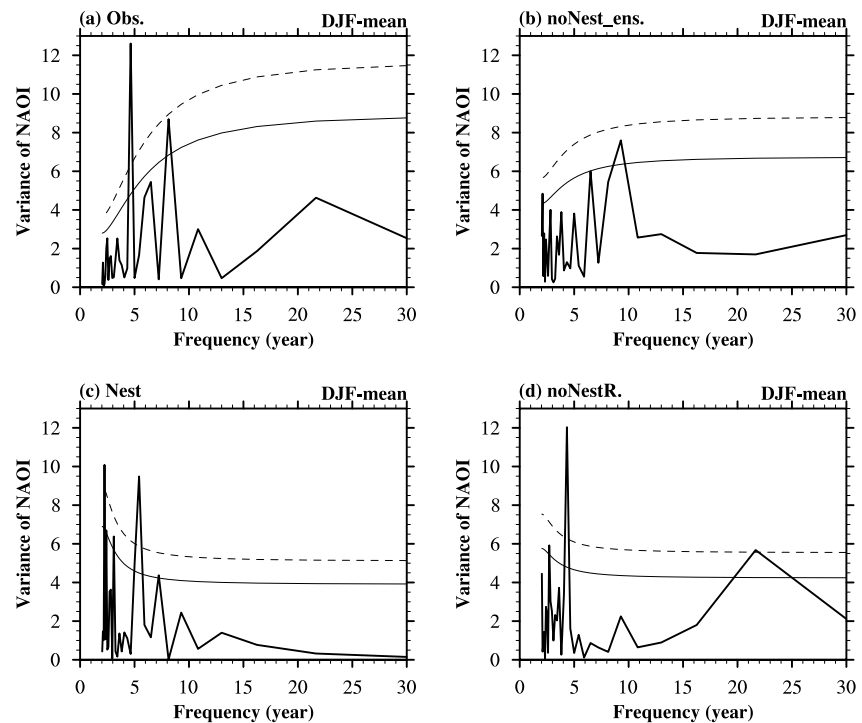 (a) Obs. DJF-mean
12
10
8
6
4
2
0
Variance of NAOI
0 5 10 15 20 25 30
Frequency (year)
(b) noNest_ens. DJF-mean
12
10
8
6
4
2
0
Variance of NAOI
0 5 10 15 20 25 30
Frequency (year)
(c) Nest DJF-mean
12
10
8
6
4
2
0
Variance of NAOI
0 5 10 15 20 25 30
Frequency (year)
(d) noNestR. DJF-mean
12
10
8
6
4
2
0
Variance of NAOI
0 5 10 15 20 25 30
Frequency (year)